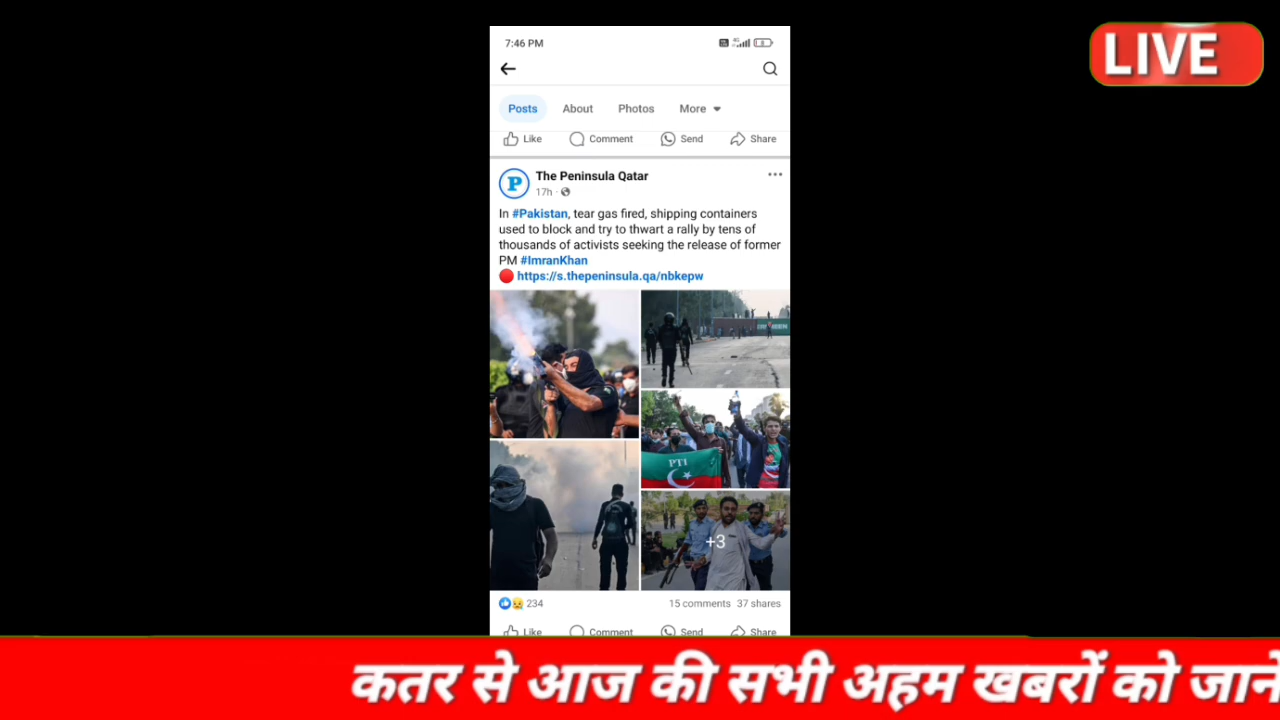 LIVE
7:46 PM
4G
8
Posts About Photos More
Like Comment Send Share
The Peninsula Qatar
17h ·
In #Pakistan, tear gas fired, shipping containers
used to block and try to thwart a rally by tens of
thousands of activists seeking the release of former
PM #ImranKhan
https://s.thepeninsula.qa/nbkepw
PTI
+3
234 15 comments 37 shares
Like Comment Send Share
कतर से आज की सभी अहम खबरों को जाने